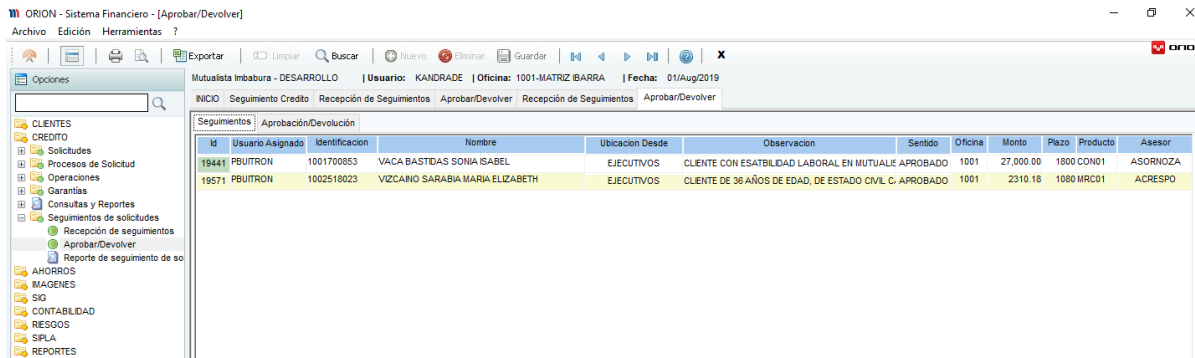 ORION - Sistema Financiero - [Aprobar/Devolver]
Archivo Edición Herramientas ?
Exportar Limpiar Buscar Nuevo Eliminar Guardar X orio
Opciones
Mutualista Imbabura - DESARROLLO | Usuario: KANDRADE | Oficina: 1001-MATRIZ IBARRA | Fecha: 01/Aug/2019
INICIO Seguimiento Credito Recepción de Seguimientos Aprobar/Devolver Recepción de Seguimientos Aprobar/Devolver
Seguimientos Aprobación/Devolución
Id Usuario Asignado Identificacion Nombre Ubicacion Desde Observacion Sentido Oficina Monto Plazo Producto Asesor
19441 PBUITRON 1001700853 VACA BASTIDAS SONIA ISABEL EJECUTIVOS CLIENTE CON ESATBILIDAD LABORAL EN MUTUALIS APROBADO 1001 27,000.00 1800 CON01 ASORNOZA
19571 PBUITRON 1002518023 VIZCAINO SARABIA MARIA ELIZABETH EJECUTIVOS CLIENTE DE 36 AÑOS DE EDAD, DE ESTADO CIVIL C APROBADO 1001 2310.18 1080 MRC01 ACRESPO
CLIENTES
CREDITO
Solicitudes
Procesos de Solicitud
Operaciones
Garantías
Consultas y Reportes
Seguimientos de solicitudes
Recepción de seguimientos
Aprobar/Devolver
Reporte de seguimiento de so
AHORROS
IMAGENES
SIG
CONTABILIDAD
RIESGOS
SIPLA
REPORTES